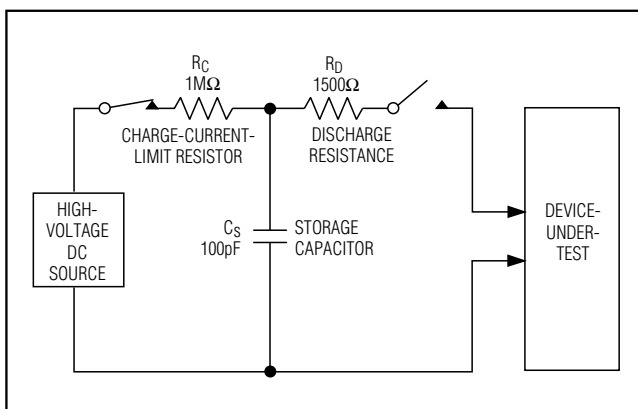 R_C
1MΩ
CHARGE-CURRENT-
LIMIT RESISTOR
R_D
1500Ω
DISCHARGE
RESISTANCE
HIGH-
VOLTAGE
DC
SOURCE
C_S
100pF
STORAGE
CAPACITOR
DEVICE-
UNDER-
TEST